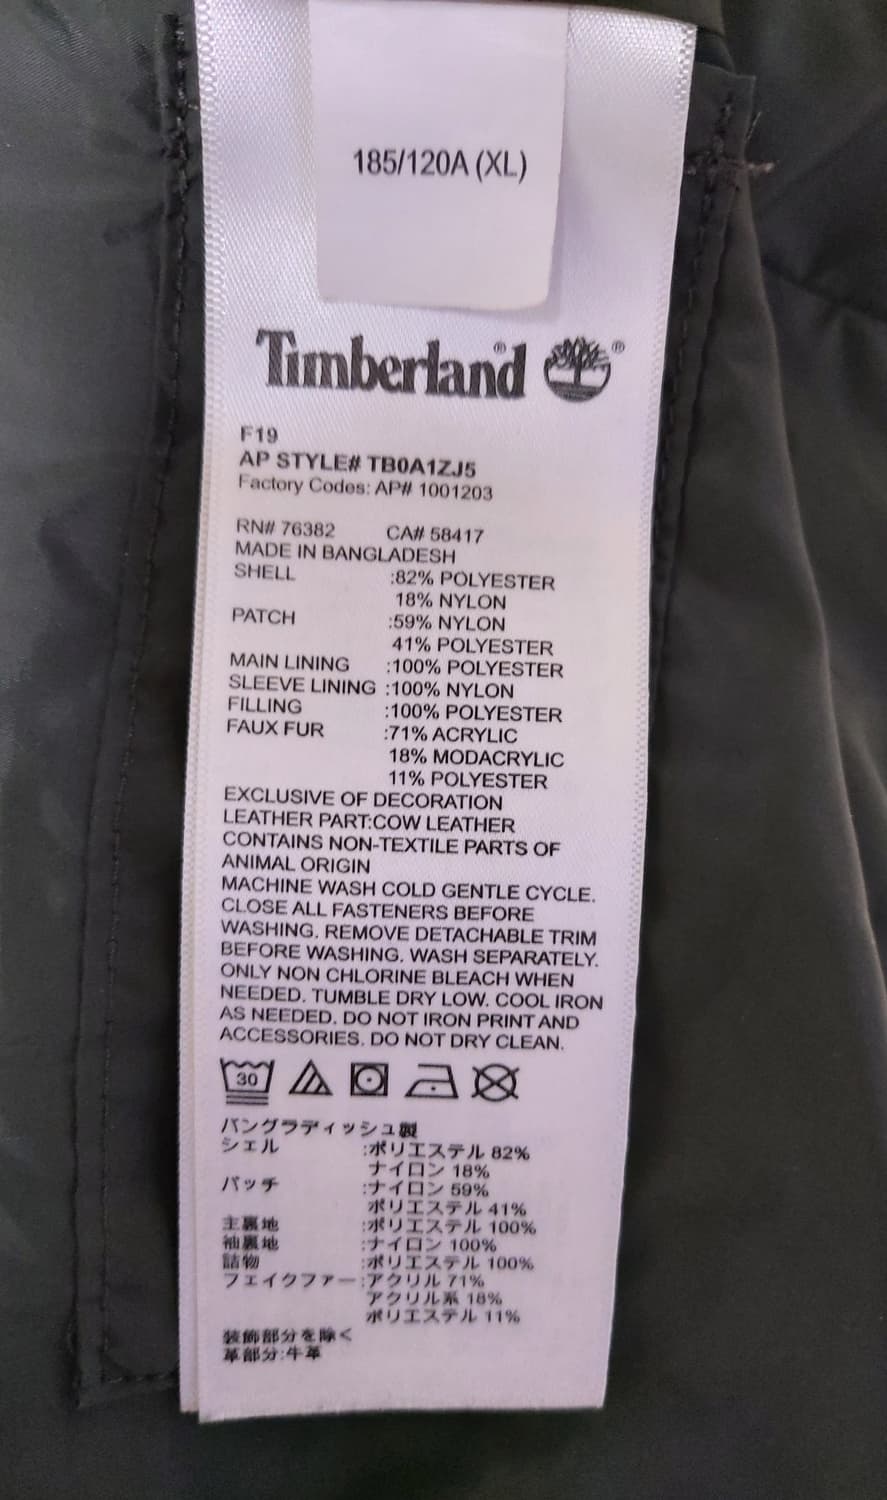 185/120A (XL)
Timberland®
®
F19
AP STYLE# TB0A1ZJ5
Factory Codes: AP# 1001203
RN# 76382 CA# 58417
MADE IN BANGLADESH
SHELL :82% POLYESTER
18% NYLON
PATCH :59% NYLON
41% POLYESTER
MAIN LINING :100% POLYESTER
SLEEVE LINING :100% NYLON
FILLING :100% POLYESTER
FAUX FUR :71% ACRYLIC
18% MODACRYLIC
11% POLYESTER
EXCLUSIVE OF DECORATION
LEATHER PART:COW LEATHER
CONTAINS NON-TEXTILE PARTS OF
ANIMAL ORIGIN
MACHINE WASH COLD GENTLE CYCLE.
CLOSE ALL FASTENERS BEFORE
WASHING. REMOVE DETACHABLE TRIM
BEFORE WASHING. WASH SEPARATELY.
ONLY NON CHLORINE BLEACH WHEN
NEEDED. TUMBLE DRY LOW. COOL IRON
AS NEEDED. DO NOT IRON PRINT AND
ACCESSORIES. DO NOT DRY CLEAN.
30
バングラディッシュ製
シェル :ポリエステル 82%
ナイロン 18%
パッチ :ナイロン 59%
ポリエステル 41%
主裏地 :ポリエステル 100%
袖裏地 :ナイロン 100%
詰物 :ポリエステル 100%
フェイクファー :アクリル 71%
アクリル系 18%
ポリエステル 11%
装飾部分を除く
革部分:牛革